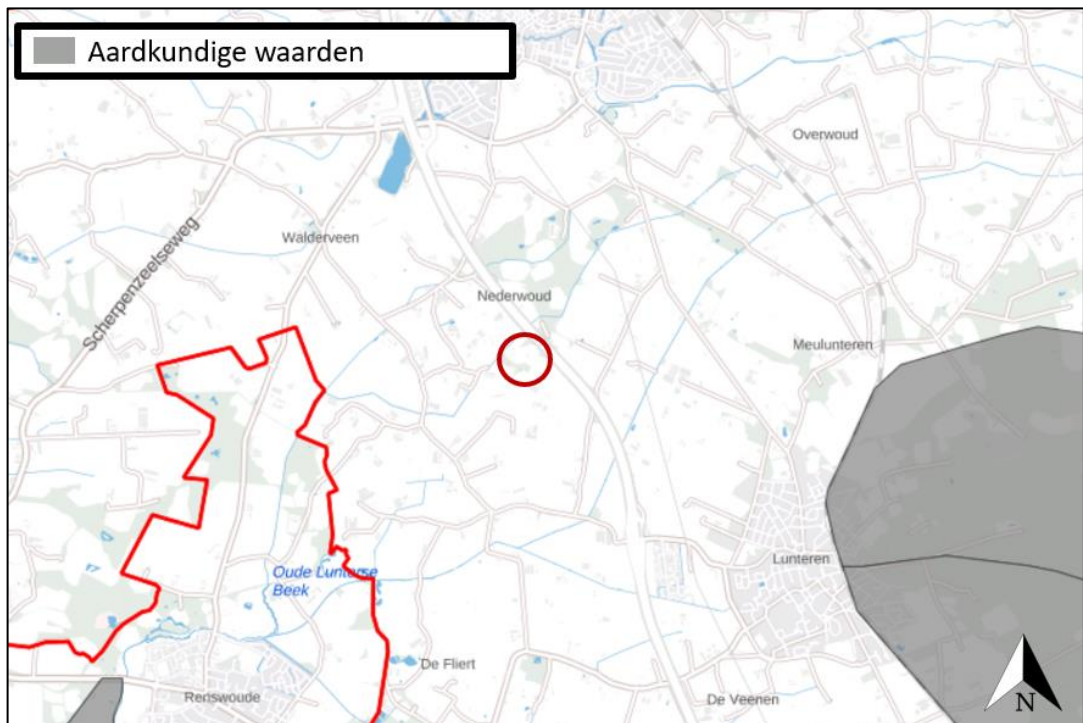 Aardkundige waarden
Overwoud
Scherpenzeelseweg
Walderveen
Nederwoud
Meulunteren
Lunteren
Oude Lunterse
Beek
De Fliert
Renswoude
De Veenen
N